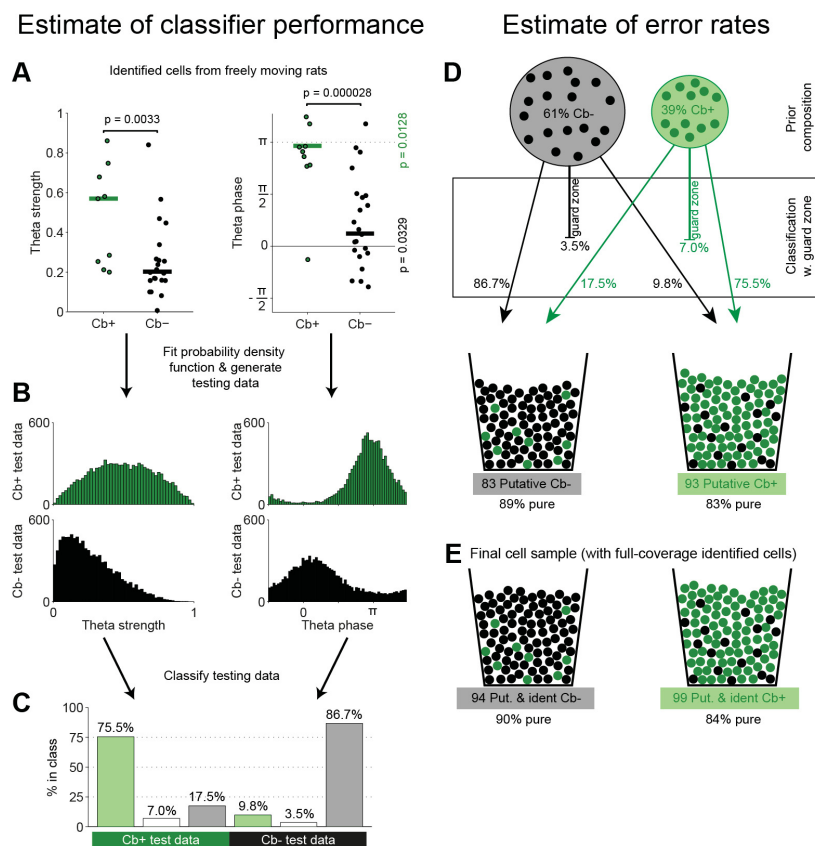 Estimate of classifier performance
Estimate of error rates
A
Identified cells from freely moving rats
p = 0.0033
p = 0.000028
1
0.8
0.6
0.4
0.2
0
Theta strength
Cb+
Cb−
π
π
2
0
-
π
2
Theta phase
Cb+
Cb−
p = 0.0128
p = 0.0329
Fit probability density
function & generate
testing data
B
600
0
Cb+ test data
600
0
Cb+ test data
600
0
Cb- test data
600
0
Cb- test data
0
1
Theta strength
0
π
Theta phase
Classify testing data
C
100
75
50
25
0
% in class
75.5%
7.0%
17.5%
9.8%
3.5%
86.7%
Cb+ test data
Cb- test data
D
61% Cb-
39% Cb+
Prior
composition
guard zone
3.5%
guard zone
7.0%
Classification
w. guard zone
86.7%
17.5%
9.8%
75.5%
83 Putative Cb-
89% pure
93 Putative Cb+
83% pure
E
Final cell sample (with full-coverage identified cells)
94 Put. & ident Cb-
90% pure
99 Put. & ident Cb+
84% pure